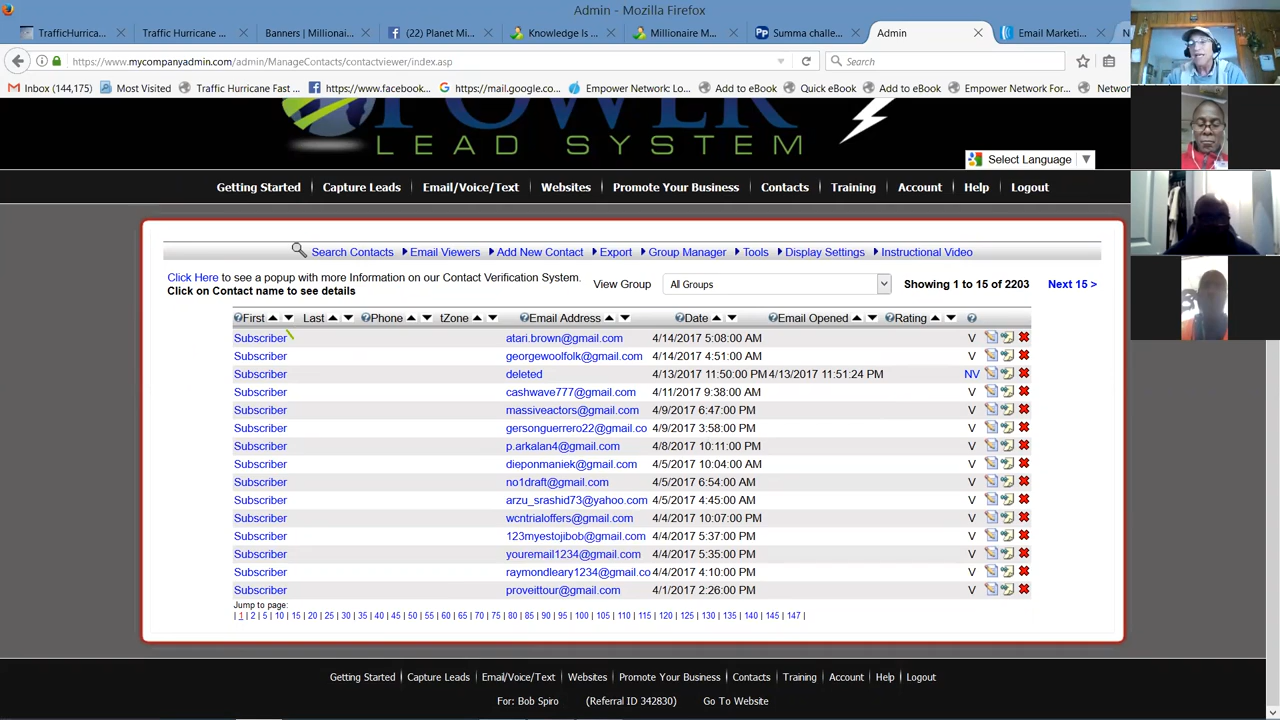 Admin - Mozilla Firefox
TrafficHurrica...
Traffic Hurricane ...
Banners | Millionai...
(22) Planet Mi...
Knowledge Is ...
Millionaire M...
Summa challe...
Admin
Email Marketi...
N
https://www.mycompanyadmin.com/admin/ManageContacts/contactviewer/index.asp
Search
Inbox (144,175)
Most Visited
Traffic Hurricane Fast ...
https://www.facebook...
https://mail.google.co...
Empower Network: Lo...
Add to eBook
Quick eBook
Add to eBook
Empower Network For...
Network
POWER
LEAD SYSTEM
Select Language ▼
Getting Started Capture Leads Email/Voice/Text Websites Promote Your Business Contacts Training Account Help Logout
Search Contacts Email Viewers Add New Contact Export Group Manager Tools Display Settings Instructional Video
Click Here to see a popup with more Information on our Contact Verification System.
Click on Contact name to see details
View Group
All Groups
Showing 1 to 15 of 2203
Next 15 >
First Last Phone tZone Email Address Date Email Opened Rating
Subscriber atari.brown@gmail.com 4/14/2017 5:08:00 AM V
Subscriber georgewoolfolk@gmail.com 4/14/2017 4:51:00 AM V
Subscriber deleted 4/13/2017 11:50:00 PM 4/13/2017 11:51:24 PM NV
Subscriber cashwave777@gmail.com 4/11/2017 9:38:00 AM V
Subscriber massiveactors@gmail.com 4/9/2017 6:47:00 PM V
Subscriber gersonguerrero22@gmail.co 4/9/2017 3:58:00 PM V
Subscriber p.arkalan4@gmail.com 4/8/2017 10:11:00 PM V
Subscriber dieponmaniek@gmail.com 4/5/2017 10:04:00 AM V
Subscriber no1draft@gmail.com 4/5/2017 6:54:00 AM V
Subscriber arzu_srashid73@yahoo.com 4/5/2017 4:45:00 AM V
Subscriber wcntrialoffers@gmail.com 4/4/2017 10:07:00 PM V
Subscriber 123myestojibob@gmail.com 4/4/2017 5:37:00 PM V
Subscriber youremail1234@gmail.com 4/4/2017 5:35:00 PM V
Subscriber raymondleary1234@gmail.co 4/4/2017 4:10:00 PM V
Subscriber proveittour@gmail.com 4/1/2017 2:26:00 PM V
Jump to page:
| 1 | 2 | 5 | 10 | 15 | 20 | 25 | 30 | 35 | 40 | 45 | 50 | 55 | 60 | 65 | 70 | 75 | 80 | 85 | 90 | 95 | 100 | 105 | 110 | 115 | 120 | 125 | 130 | 135 | 140 | 145 | 147 |
Getting Started Capture Leads Email/Voice/Text Websites Promote Your Business Contacts Training Account Help Logout
For: Bob Spiro (Referral ID 342830) Go To Website